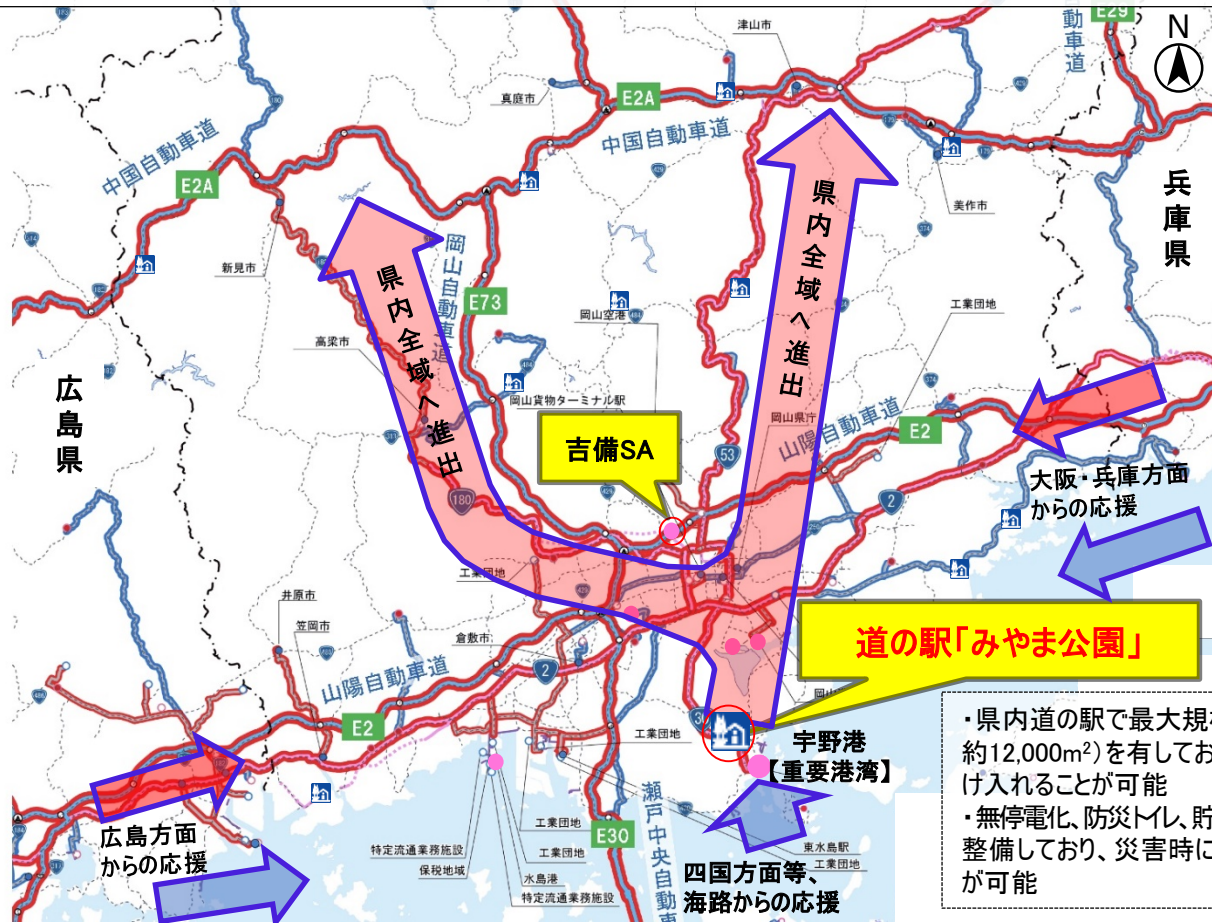 津山市
E29
動車道
N
真庭市
E2A
中国自動車道
中国自動車道
E2A
兵庫県
美作市
新見市
岡山自動車道
県内全域へ進出
県内全域へ進出
E73
岡山空港
工業団地
高梁市
広島県
岡山貨物ターミナル駅
岡山県庁
山陽自動車道
E2
吉備SA
53
180
2
大阪・兵庫方面
からの応援
工業団地
井原市
笠岡市
倉敷市
2
山陽自動車道
E2
道の駅「みやま公園」
工業団地
宇野港
【重要港湾】
・県内道の駅で最大規
約12,000m²)を有してお
け入れることが可能
・無停電化、防災トイレ、貯
整備しており、災害時に
が可能
広島方面
からの応援
特定流通業務施設
保税地域
工業団地
工業団地
水島港
特定流通業務施設
E30
瀬戸中央自動車
東水島駅
工業団地
四国方面等、
海路からの応援